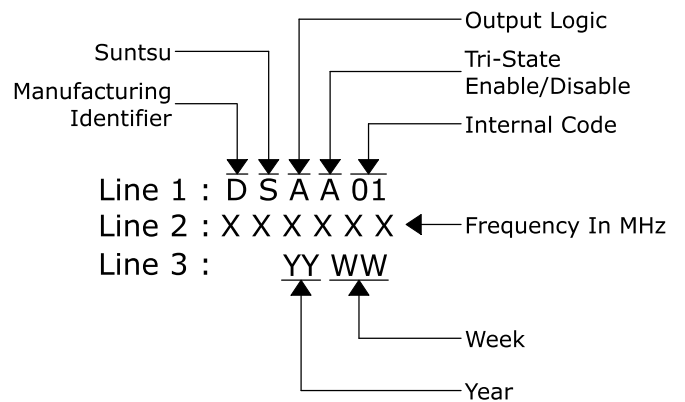 Output Logic
Suntsu
Tri-State
Enable/Disable
Manufacturing
Identifier
Internal Code
Line 1 : D S A A 01
Line 2 : X X X X X X
Frequency In MHz
Line 3 : YY WW
Week
Year